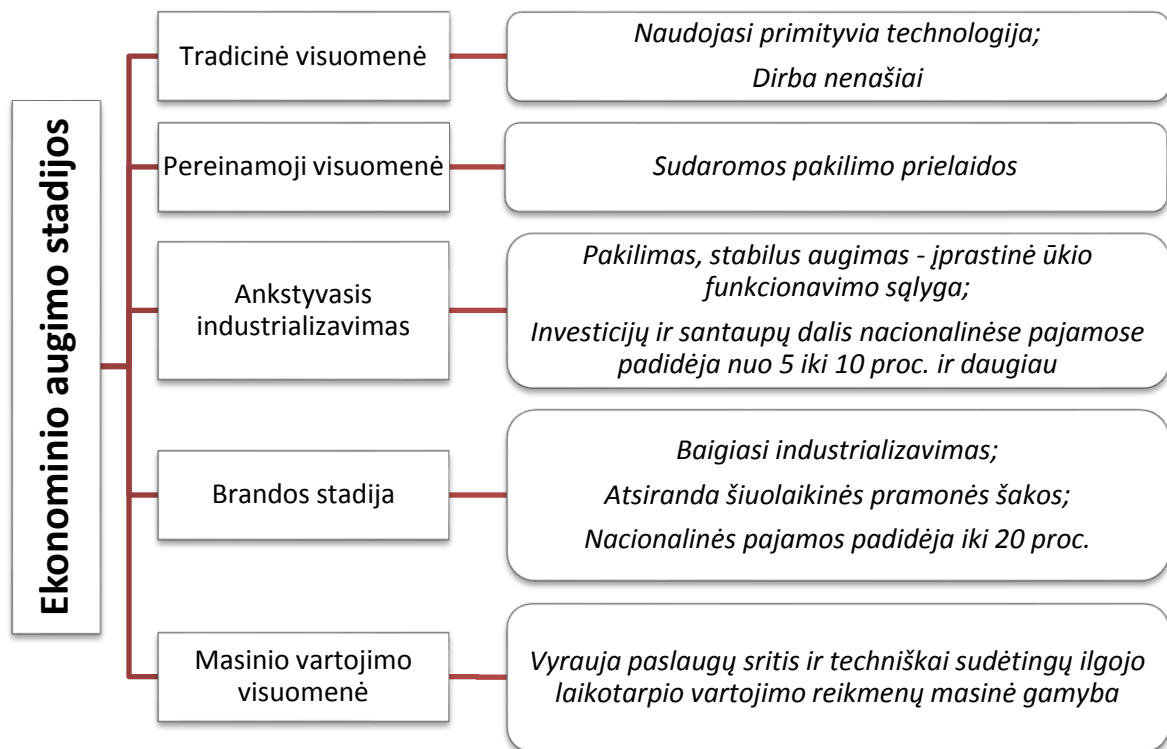 Ekonominio augimo stadijos
Tradicinė visuomenė
Naudojasi primityvia technologija;
Dirba nenašiai
Pereinamoji visuomenė
Sudaromos pakilimo prielaidos
Ankstyvasis
industrializavimas
Pakilimas, stabilus augimas - įprastinė ūkio
funkcionavimo sąlyga;
Investicijų ir santaupų dalis nacionalinėse pajamose
padidėja nuo 5 iki 10 proc. ir daugiau
Brandos stadija
Baigiasi industrializavimas;
Atsiranda šiuolaikinės pramonės šakos;
Nacionalinės pajamos padidėja iki 20 proc.
Masinio vartojimo
visuomenė
Vyrauja paslaugų sritis ir techniškai sudėtingų ilgojo
laikotarpio vartojimo reikmenų masinė gamyba